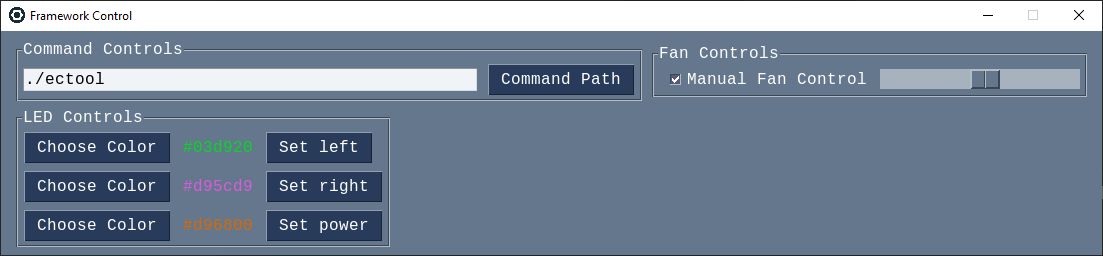 Framework Control
Command Controls
./ectool Command Path
Fan Controls
Manual Fan Control
LED Controls
Choose Color #03d920 Set left
Choose Color #d95cd9 Set right
Choose Color #d96800 Set power